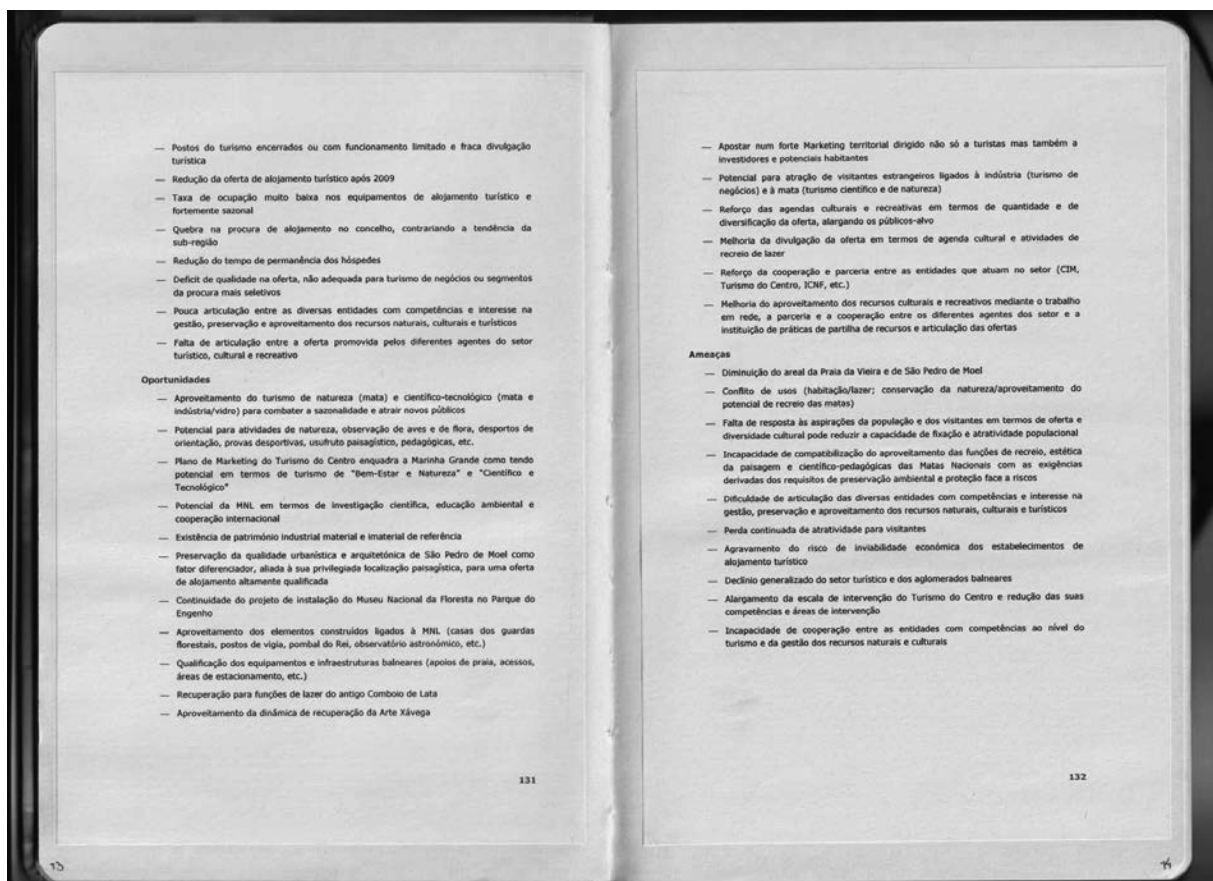 — Postos do turismo encerrados ou com funcionamento limitado e fraca divulgação
turística
— Redução da oferta de alojamento turístico após 2009
— Taxa de ocupação muito baixa nos equipamentos de alojamento turístico e
fortemente sazonal
— Quebra na procura de alojamento no concelho, contrariando a tendência da
sub-região
— Redução do tempo de permanência dos hóspedes
— Deficit de qualidade na oferta, não adequada para turismo de negócios ou segmentos
da procura mais seletivos
— Pouca articulação entre as diversas entidades com competências e interesse na
gestão, preservação e aproveitamento dos recursos naturais, culturais e turísticos
— Falta de articulação entre a oferta promovida pelos diferentes agentes do setor
turístico, cultural e recreativo
Oportunidades
— Aproveitamento do turismo de natureza (mata) e científico-tecnológico (mata e
indústria/vidro) para combater a sazonalidade e atrair novos públicos
— Potencial para atividades de natureza, observação de aves e de flora, desportos de
orientação, provas desportivas, usufruto paisagístico, pedagógicas, etc.
— Plano de Marketing do Turismo do Centro enquadra a Marinha Grande como tendo
potencial em termos de turismo de "Bem-Estar e Natureza" e "Científico e
Tecnológico"
— Potencial da MNL em termos de investigação científica, educação ambiental e
cooperação internacional
— Existência de património industrial material e imaterial de referência
— Preservação da qualidade urbanística e arquitetónica de São Pedro de Moel como
fator diferenciador, aliada à sua privilegiada localização paisagística, para uma oferta
de alojamento altamente qualificada
— Continuidade do projeto de instalação do Museu Nacional da Floresta no Parque do
Engenho
— Aproveitamento dos elementos construídos ligados à MNL (casas dos guardas
florestais, postos de vigia, pombal do Rei, observatório astronómico, etc.)
— Qualificação dos equipamentos e infraestruturas balneares (apoios de praia, acessos,
áreas de estacionamento, etc.)
— Recuperação para funções de lazer do antigo Comboio de Lata
— Aproveitamento da dinâmica de recuperação da Arte Xávega
131
73
— Apostar num forte Marketing territorial dirigido não só a turistas mas também a
investidores e potenciais habitantes
— Potencial para atração de visitantes estrangeiros ligados à indústria (turismo de
negócios) e à mata (turismo científico e de natureza)
— Reforço das agendas culturais e recreativas em termos de quantidade e de
diversificação da oferta, alargando os públicos-alvo
— Melhoria da divulgação da oferta em termos de agenda cultural e atividades de
recreio de lazer
— Reforço da cooperação e parceria entre as entidades que atuam no setor (CIM,
Turismo do Centro, ICNF, etc.)
— Melhoria do aproveitamento dos recursos culturais e recreativos mediante o trabalho
em rede, a parceria e a cooperação entre os diferentes agentes dos setor e a
instituição de práticas de partilha de recursos e articulação das ofertas
Ameaças
— Diminuição do areal da Praia da Vieira e de São Pedro de Moel
— Conflito de usos (habitação/lazer; conservação da natureza/aproveitamento do
potencial de recreio das matas)
— Falta de resposta às aspirações da população e dos visitantes em termos de oferta e
diversidade cultural pode reduzir a capacidade de fixação e atratividade populacional
— Incapacidade de compatibilização do aproveitamento das funções de recreio, estética
da paisagem e científico-pedagógicas das Matas Nacionais com as exigências
derivadas dos requisitos de preservação ambiental e proteção face a riscos
— Dificuldade de articulação das diversas entidades com competências e interesse na
gestão, preservação e aproveitamento dos recursos naturais, culturais e turísticos
— Perda continuada de atratividade para visitantes
— Agravamento do risco de inviabilidade económica dos estabelecimentos de
alojamento turístico
— Declínio generalizado do setor turístico e dos aglomerados balneares
— Alargamento da escala de intervenção do Turismo do Centro e redução das suas
competências e áreas de intervenção
— Incapacidade de cooperação entre as entidades com competências ao nível do
turismo e da gestão dos recursos naturais e culturais
132